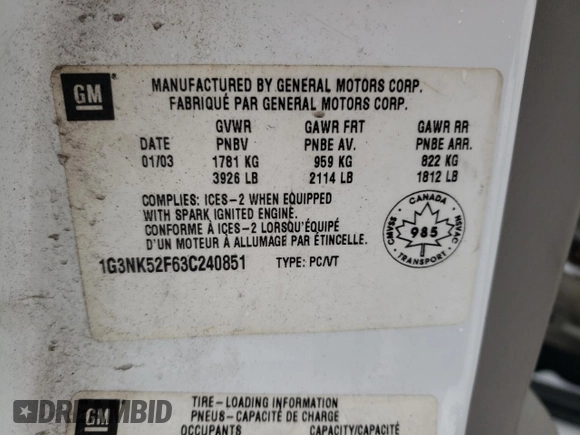 GM
MANUFACTURED BY GENERAL MOTORS CORP.
FABRIQUÉ PAR GENERAL MOTORS CORP.
GVWR GAWR FRT GAWR RR
DATE PNBV PNBE AV. PNBE ARR.
01/03 1781 KG 959 KG 822 KG
3926 LB 2114 LB 1812 LB
COMPLIES: ICES-2 WHEN EQUIPPED
WITH SPARK IGNITED ENGINE.
CONFORME A ICES-2 LORSQU'ÉQUIPÉ
D'UN MOTEUR À ALLUMAGE PAR ÉTINCELLE.
CANADA
CMVSS 985 NSVAC
TRANSPORT
1G3NK52F63C240851 TYPE: PC/VT
GM
TIRE-LOADING INFORMATION
PNEUS-CAPACITÉ DE CHARGE
OCCUPANTS CAPACITY/CAPACITÉ
DREAMBID